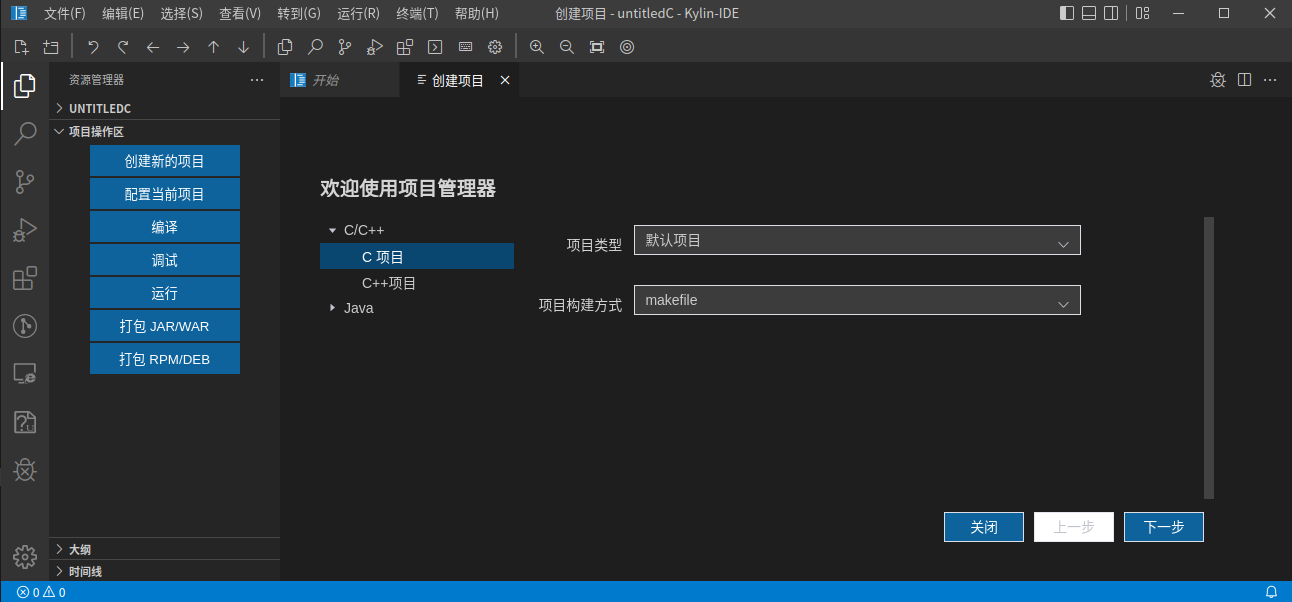 文件(F) 编辑(E) 选择(S) 查看(V) 转到(G) 运行(R) 终端(T) 帮助(H) 创建项目 - untitledC - Kylin-IDE
资源管理器
开始 创建项目
UNTITLEDC
项目操作区
创建新的项目
配置当前项目
编译
调试
运行
打包 JAR/WAR
打包 RPM/DEB
大纲
时间线
欢迎使用项目管理器
C/C++
C 项目
C++项目
Java
项目类型 默认项目
项目构建方式 makefile
关闭 上一步 下一步
0 0